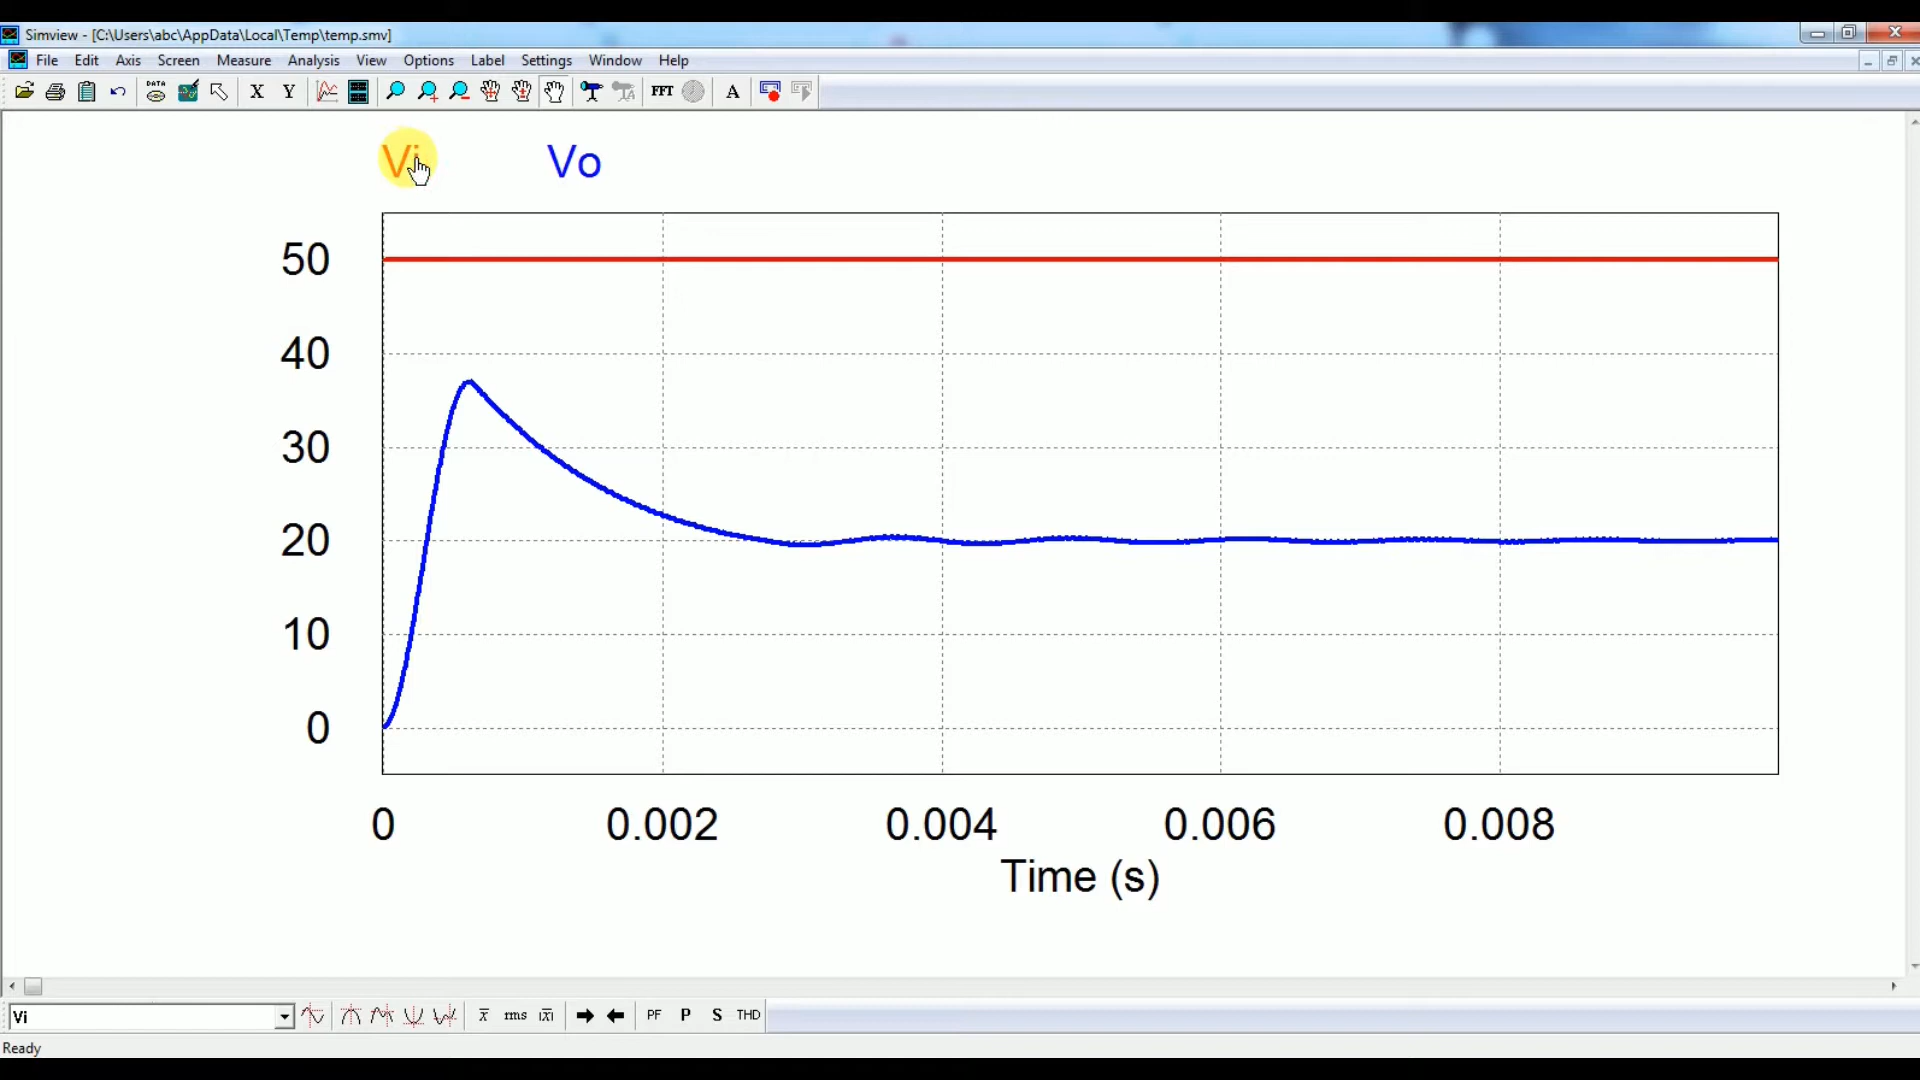 Simview - [C:\Users\abc\AppData\Local\Temp\temp.smv]
File Edit Axis Screen Measure Analysis View Options Label Settings Window Help
DATA X Y FFT A
Vi Vo
50
40
30
20
10
0
0 0.002 0.004 0.006 0.008
Time (s)
Vi x rms |x| PF P S THD
Ready